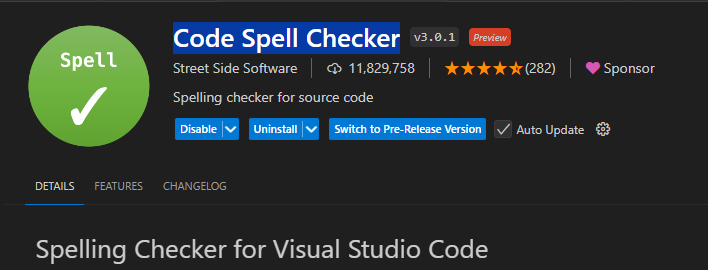 Spell
Code Spell Checker v3.0.1 Preview
Street Side Software 11,829,758 (282) Sponsor
Spelling checker for source code
Disable Uninstall Switch to Pre-Release Version Auto Update
DETAILS FEATURES CHANGELOG
Spelling Checker for Visual Studio Code